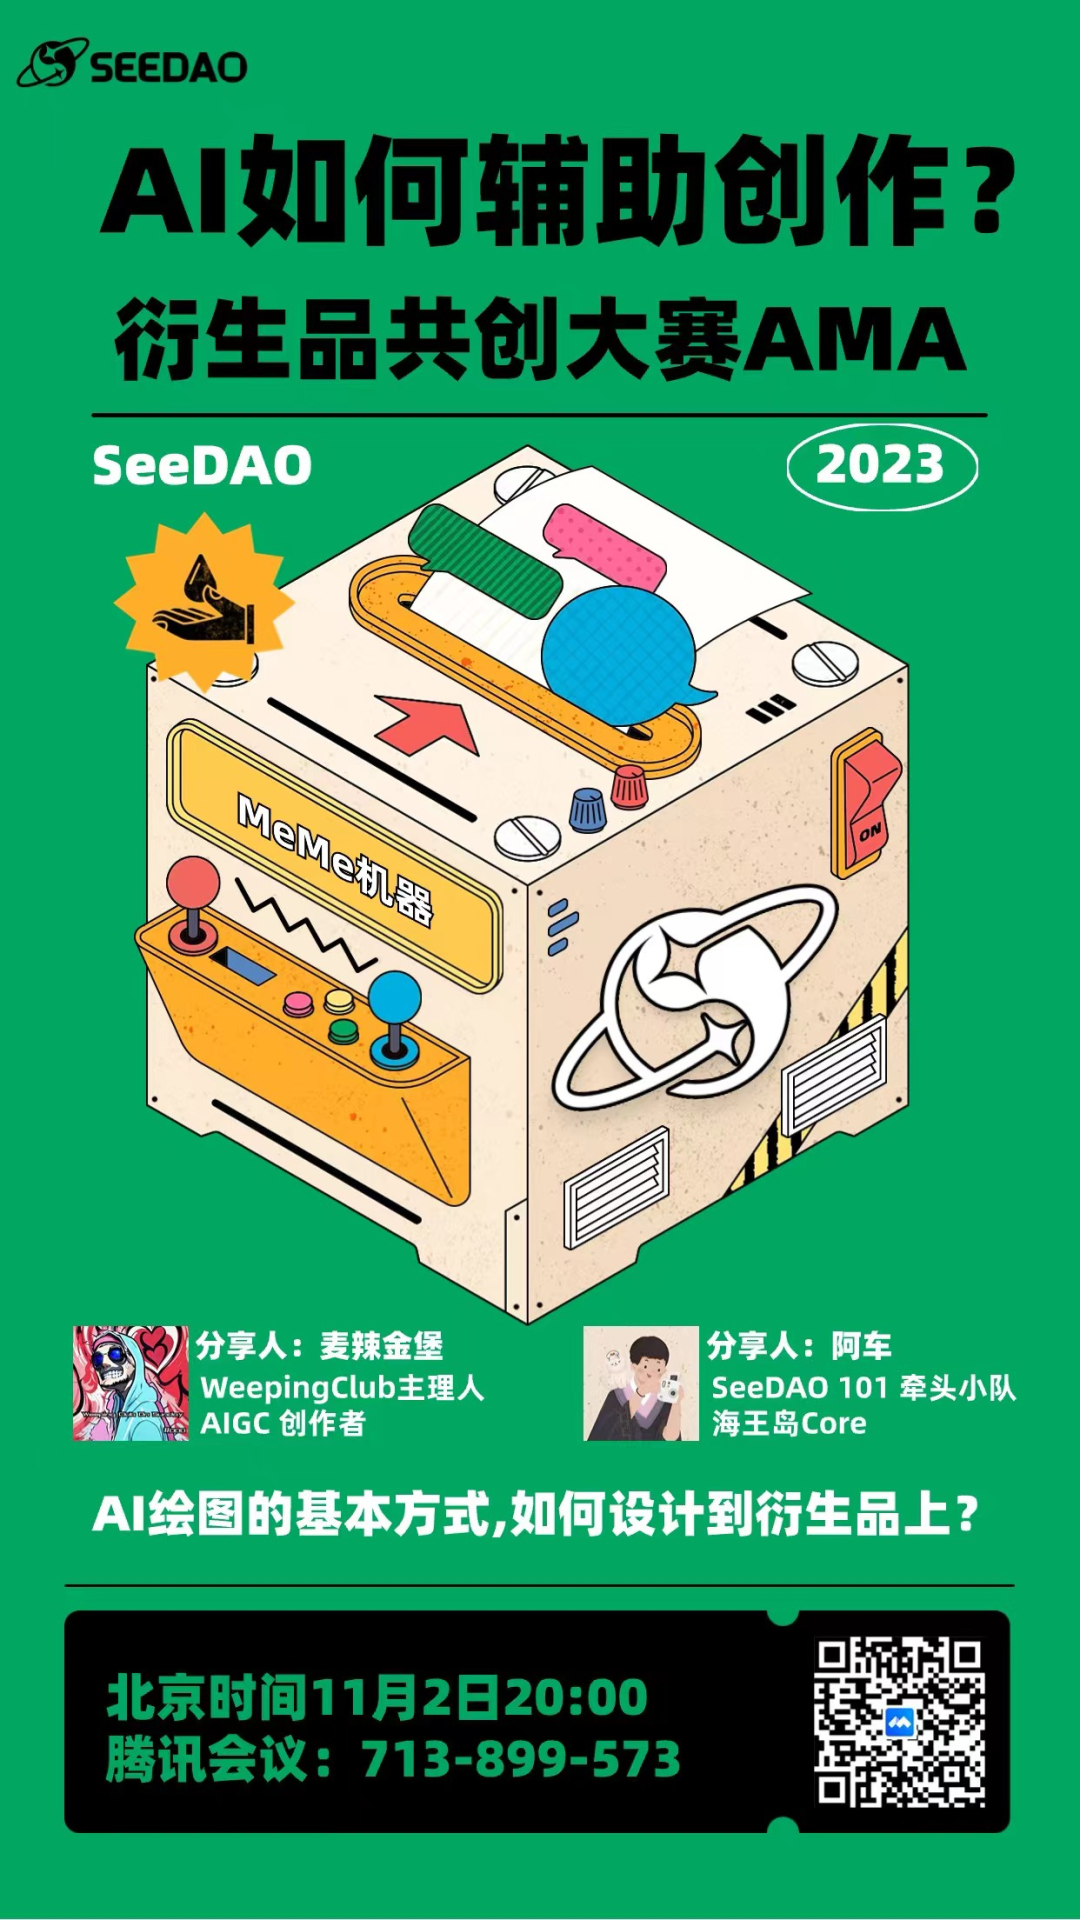 SEEDAO
AI如何辅助创作？
衍生品共创大赛AMA
SeeDAO
2023
ON
MeMe机器
分享人：麦辣金堡
WeepingClub主理人
AIGC 创作者
分享人：阿车
SeeDAO 101 牵头小队
海王岛Core
AI绘图的基本方式,如何设计到衍生品上？
北京时间11月2日20:00
腾讯会议：713-899-573